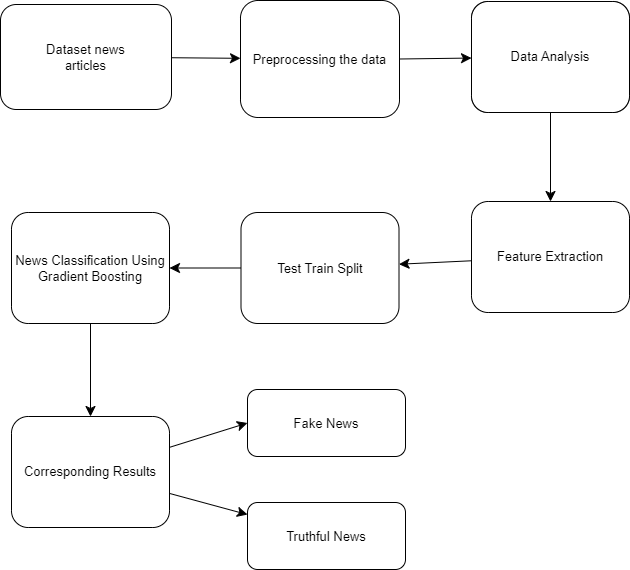 Dataset news
articles
Preprocessing the data
Data Analysis
Feature Extraction
Test Train Split
News Classification Using
Gradient Boosting
Corresponding Results
Fake News
Truthful News